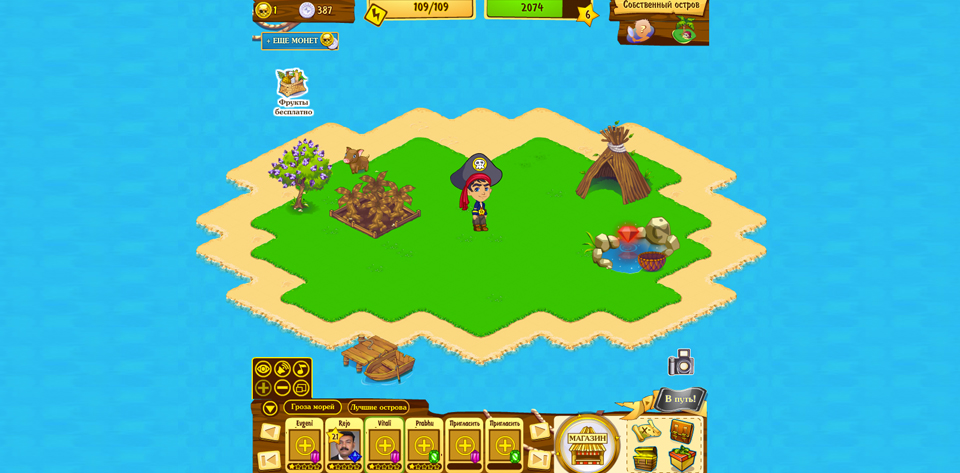 1
387
109/109
2074
6
Собственный остров
+ ЕЩЕ МОНЕТ
Фрукты
бесплатно
В путь!
Гроза морей
Лучшие острова
Evgeni
Rejo
Vitali
Prabhu
Пригласить
Пригласить
21
МАГАЗИН